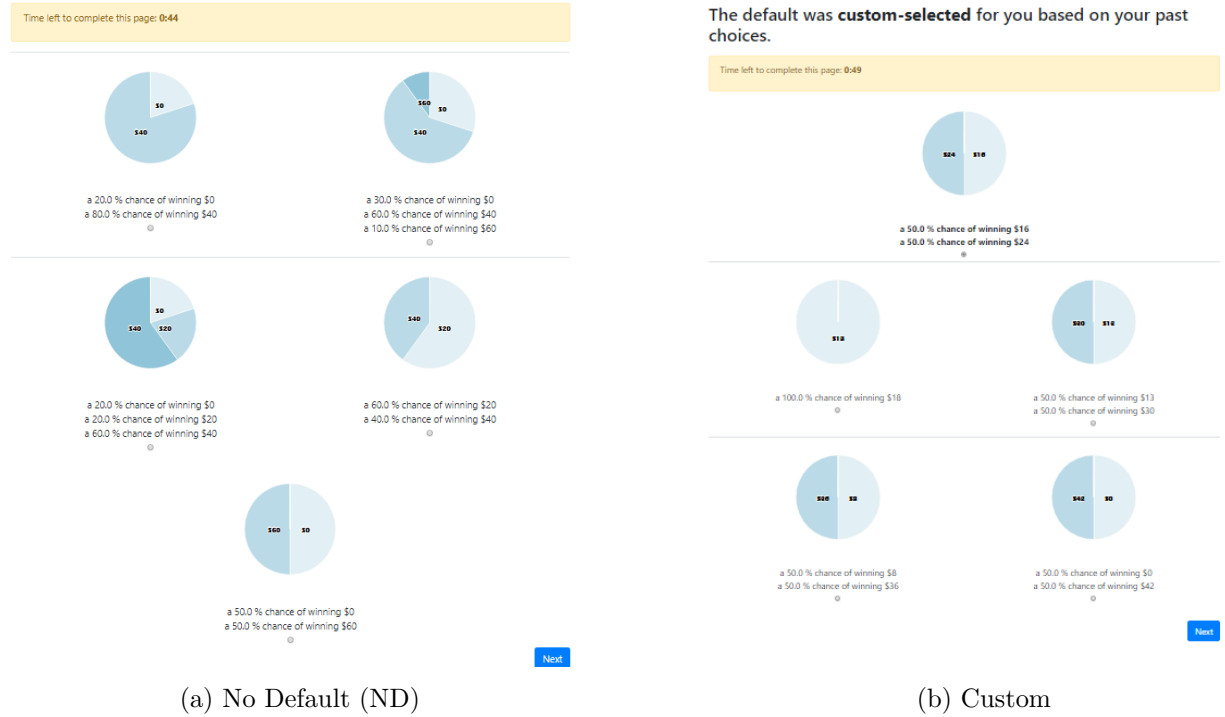 Time left to complete this page: 0:44
$0
$40
$60
$0
$40
a 20.0 % chance of winning $0
a 80.0 % chance of winning $40
a 30.0 % chance of winning $0
a 60.0 % chance of winning $40
a 10.0 % chance of winning $60
$0
$40
$20
$40
$20
a 20.0 % chance of winning $0
a 20.0 % chance of winning $20
a 60.0 % chance of winning $40
a 60.0 % chance of winning $20
a 40.0 % chance of winning $40
$60
$0
a 50.0 % chance of winning $0
a 50.0 % chance of winning $60
Next
(a) No Default (ND)
The default was custom-selected for you based on your past
choices.
Time left to complete this page: 0:49
$24
$16
a 50.0 % chance of winning $16
a 50.0 % chance of winning $24
a 100.0 % chance of winning $18
a 50.0 % chance of winning $13
a 50.0 % chance of winning $30
$42
$0
a 50.0 % chance of winning $8
a 50.0 % chance of winning $36
a 50.0 % chance of winning $0
a 50.0 % chance of winning $42
Next
(b) Custom